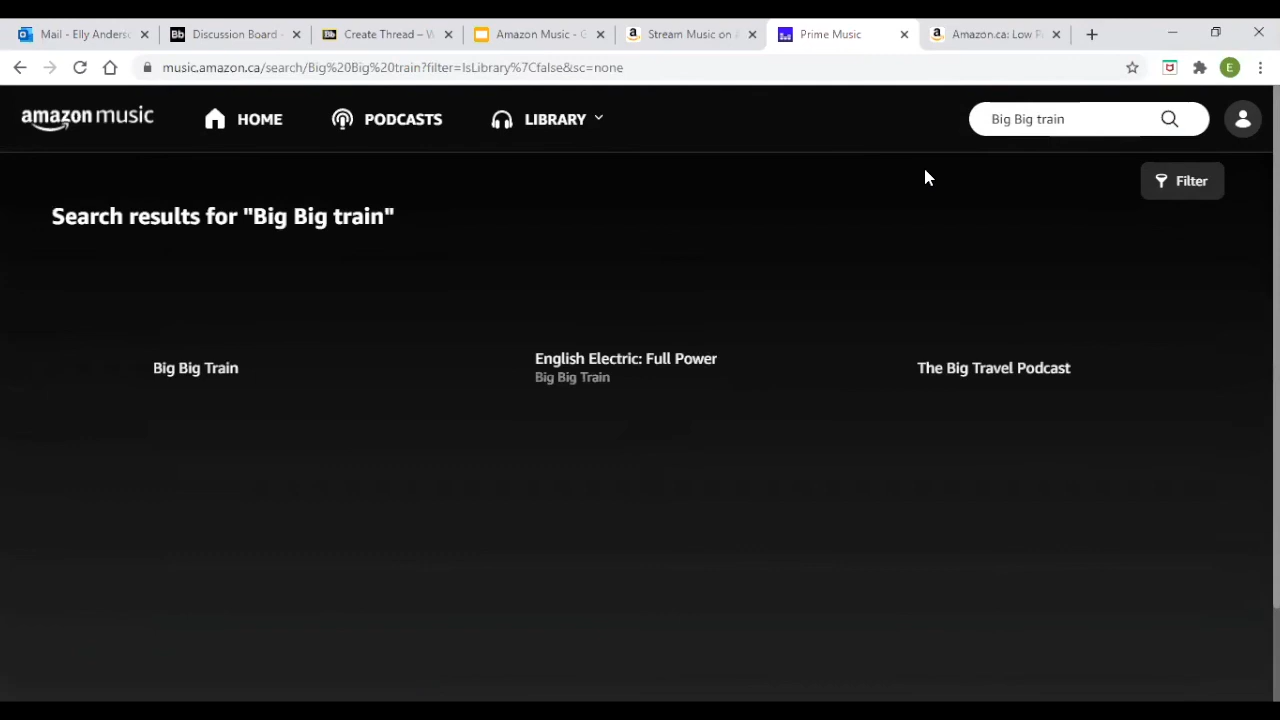 Mail - Elly Anders
Discussion Board -
Create Thread – W
Amazon Music - G
Stream Music on A
Prime Music
Amazon.ca: Low P
music.amazon.ca/search/Big%20Big%20train?filter=IsLibrary%7Cfalse&sc=none
E
amazon music
HOME
PODCASTS
LIBRARY
Big Big train
Filter
Search results for "Big Big train"
Big Big Train
English Electric: Full Power
Big Big Train
The Big Travel Podcast